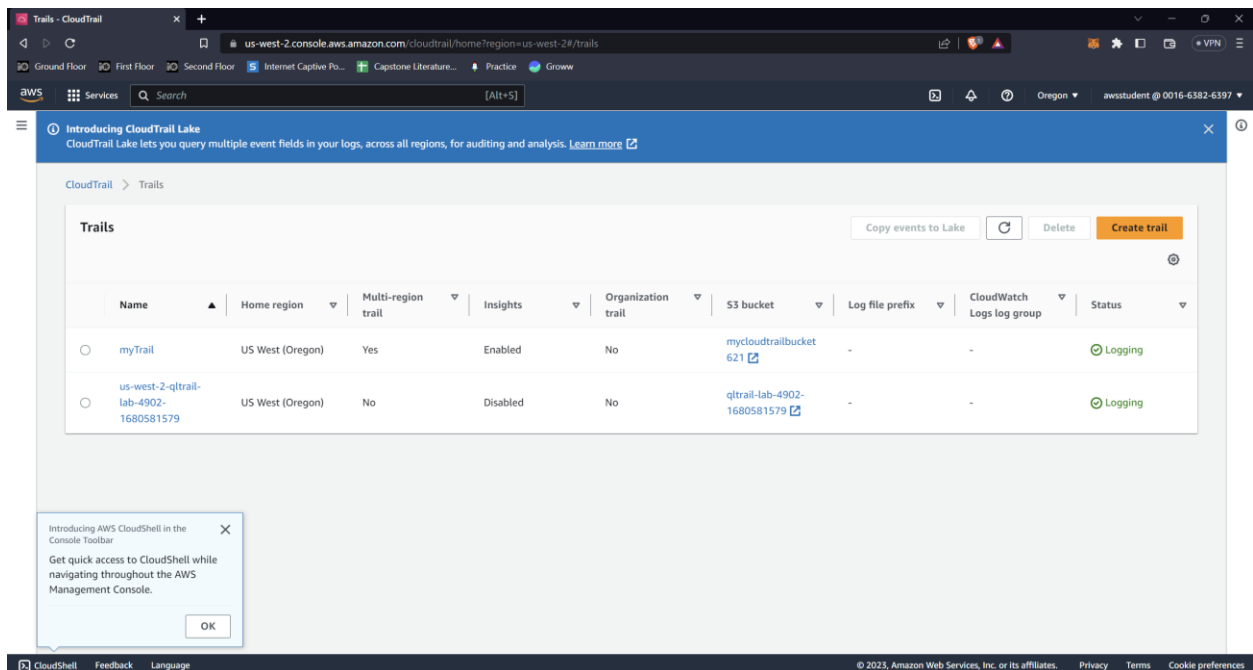 Trails - CloudTrail
us-west-2.console.aws.amazon.com/cloudtrail/home?region=us-west-2#/trails
VPN
Ground Floor First Floor Second Floor Internet Captive Po... Capstone Literature... Practice Groww
aws Services Search [Alt+S] Oregon awsstudent @ 0016-6382-6397
Introducing CloudTrail Lake
CloudTrail Lake lets you query multiple event fields in your logs, across all regions, for auditing and analysis. Learn more
CloudTrail > Trails
Trails Copy events to Lake Delete Create trail
Name Home region Multi-region trail Insights Organization trail S3 bucket Log file prefix CloudWatch Logs log group Status
myTrail US West (Oregon) Yes Enabled No mycloudtrailbucket - - Logging
621
us-west-2-qltrail-
lab-4902- US West (Oregon) No Disabled No qltrail-lab-4902- - - Logging
1680581579 1680581579
Introducing AWS CloudShell in the
Console Toolbar
Get quick access to CloudShell while
navigating throughout the AWS
Management Console.
OK
CloudShell Feedback Language © 2023, Amazon Web Services, Inc. or its affiliates. Privacy Terms Cookie preferences